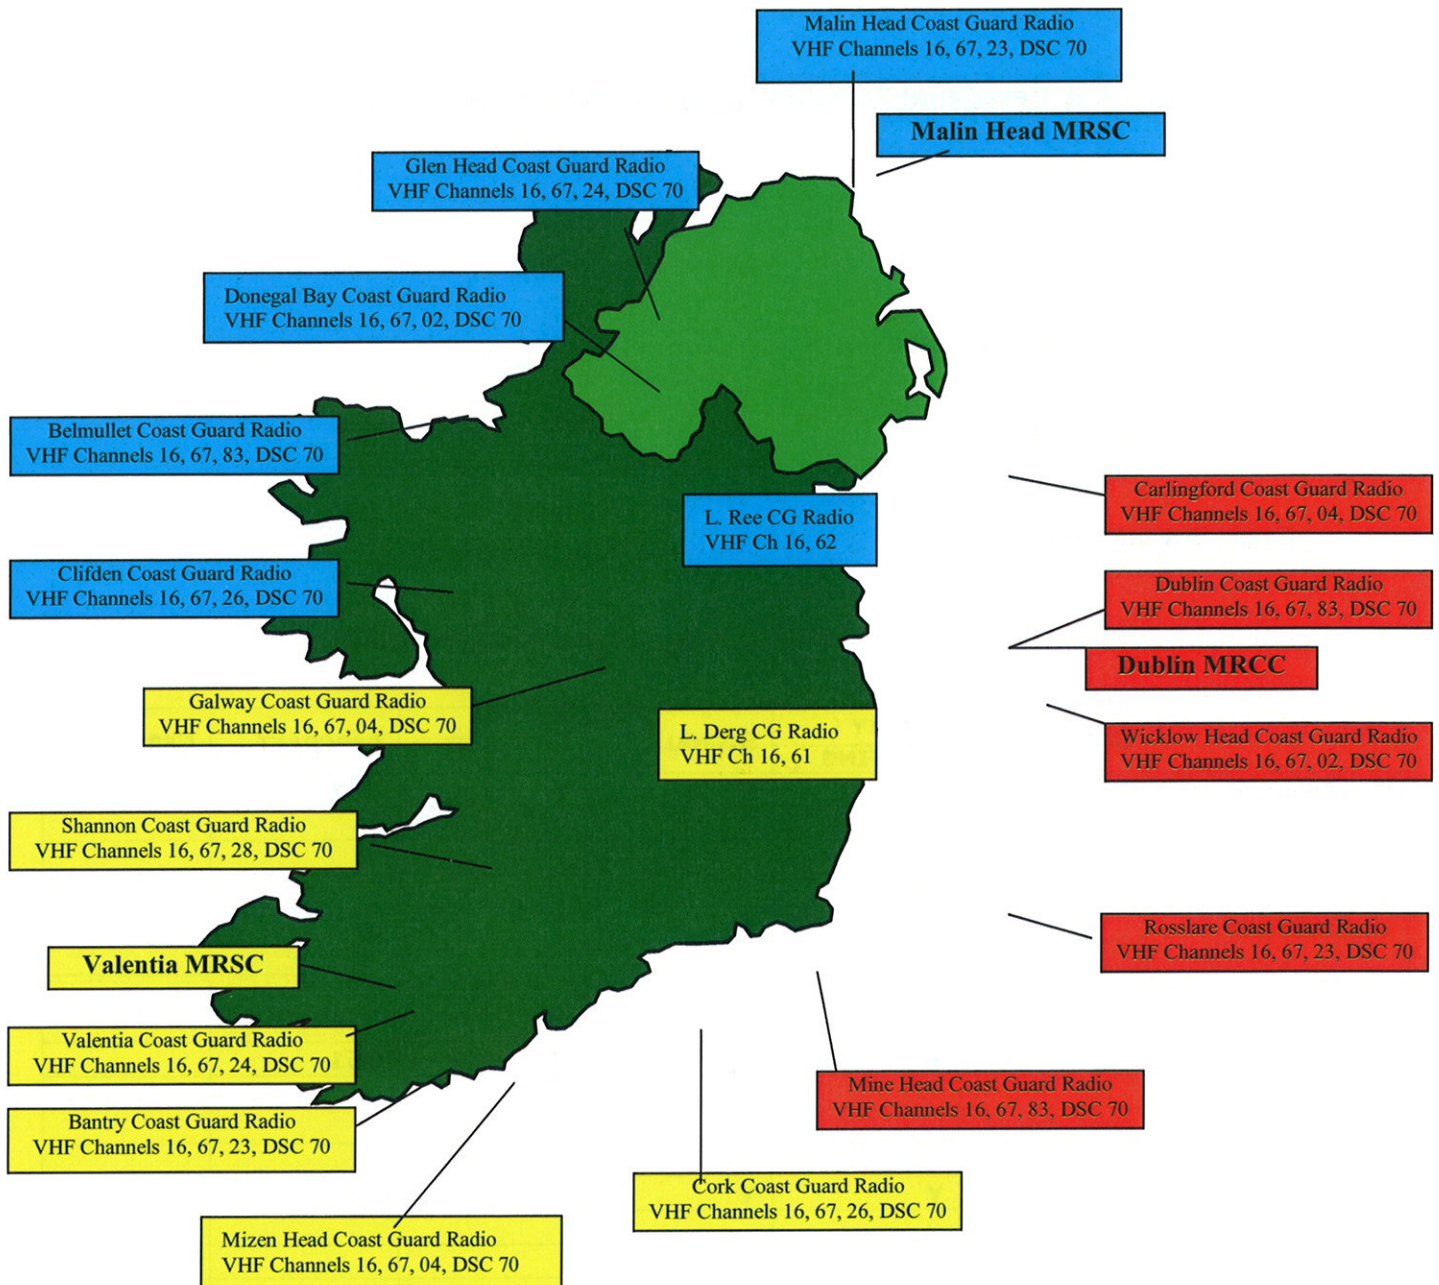 Malin Head Coast Guard Radio
VHF Channels 16, 67, 23, DSC 70
Malin Head MRSC
Glen Head Coast Guard Radio
VHF Channels 16, 67, 24, DSC 70
Donegal Bay Coast Guard Radio
VHF Channels 16, 67, 02, DSC 70
Belmullet Coast Guard Radio
VHF Channels 16, 67, 83, DSC 70
L. Ree CG Radio
VHF Ch 16, 62
Carlingford Coast Guard Radio
VHF Channels 16, 67, 04, DSC 70
Clifden Coast Guard Radio
VHF Channels 16, 67, 26, DSC 70
Dublin Coast Guard Radio
VHF Channels 16, 67, 83, DSC 70
Dublin MRCC
Galway Coast Guard Radio
VHF Channels 16, 67, 04, DSC 70
L. Derg CG Radio
VHF Ch 16, 61
Wicklow Head Coast Guard Radio
VHF Channels 16, 67, 02, DSC 70
Shannon Coast Guard Radio
VHF Channels 16, 67, 28, DSC 70
Rosslare Coast Guard Radio
VHF Channels 16, 67, 23, DSC 70
Valentia MRSC
Valentia Coast Guard Radio
VHF Channels 16, 67, 24, DSC 70
Mine Head Coast Guard Radio
VHF Channels 16, 67, 83, DSC 70
Bantry Coast Guard Radio
VHF Channels 16, 67, 23, DSC 70
Cork Coast Guard Radio
VHF Channels 16, 67, 26, DSC 70
Mizen Head Coast Guard Radio
VHF Channels 16, 67, 04, DSC 70